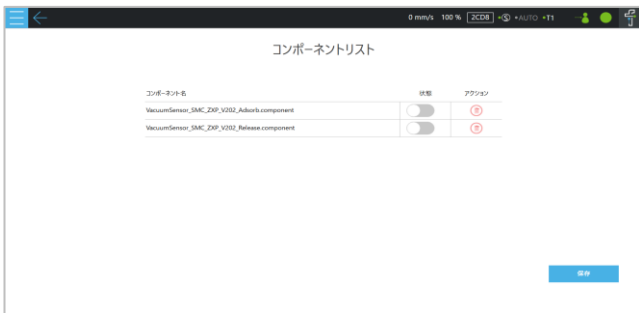 0 mm/s 100 % 2CDB Ⓢ AUTO T1
コンポーネントリスト
コンポーネント名 状態 アクション
VacuumSensor_SMC_ZXP_V202_Adsorb.component
VacuumSensor_SMC_ZXP_V202_Release.component
保存